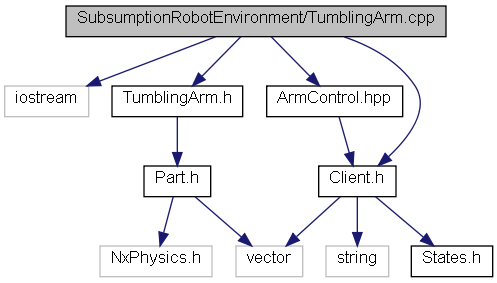 SubsumptionRobotEnvironment/TumblingArm.cpp
iostream
TumblingArm.h
ArmControl.hpp
Part.h
Client.h
NxPhysics.h
vector
string
States.h